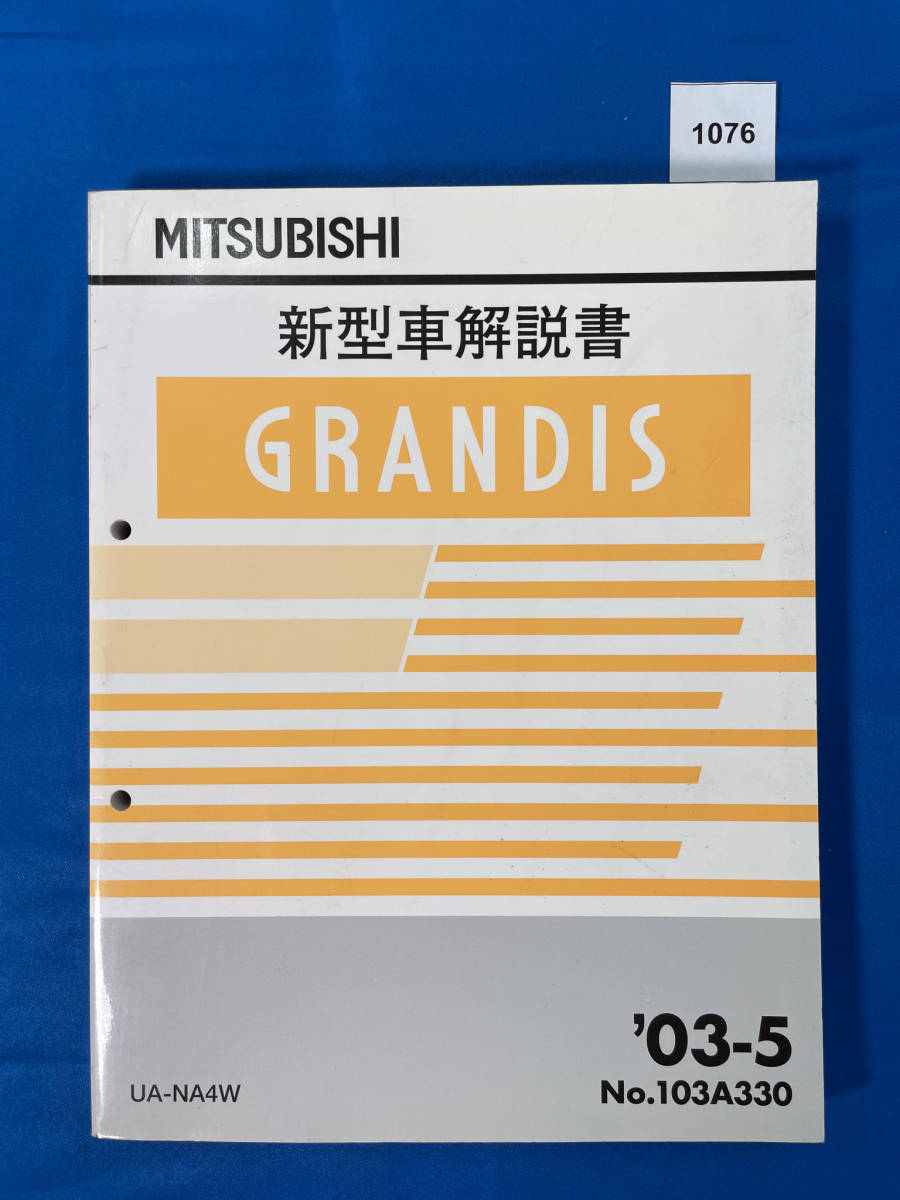 1076
MITSUBISHI
新型車解説書
GRANDIS
'03-5
UA-NA4W
No.103A330